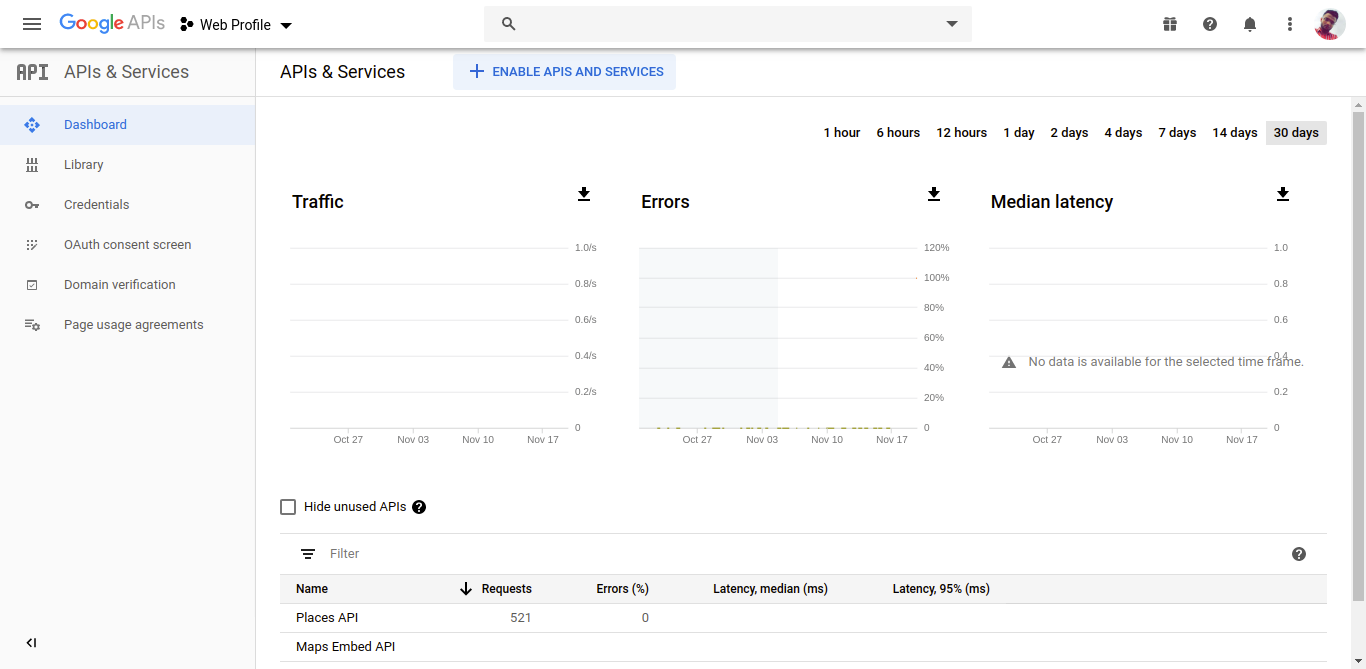 Google APIs Web Profile
API APIs & Services
APIs & Services
ENABLE APIS AND SERVICES
Dashboard
Library
Credentials
OAuth consent screen
Domain verification
Page usage agreements
1 hour 6 hours 12 hours 1 day 2 days 4 days 7 days 14 days 30 days
Traffic
1.0/s
0.8/s
0.6/s
0.4/s
0.2/s
0
Oct 27 Nov 03 Nov 10 Nov 17
Errors
120%
100%
80%
60%
40%
20%
0
Oct 27 Nov 03 Nov 10 Nov 17
Median latency
1.0
0.8
0.6
0.4
No data is available for the selected time frame.
0.2
0
Oct 27 Nov 03 Nov 10 Nov 17
Hide unused APIs ?
Filter ?
Name Requests Errors (%) Latency, median (ms) Latency, 95% (ms)
Places API 521 0
Maps Embed API